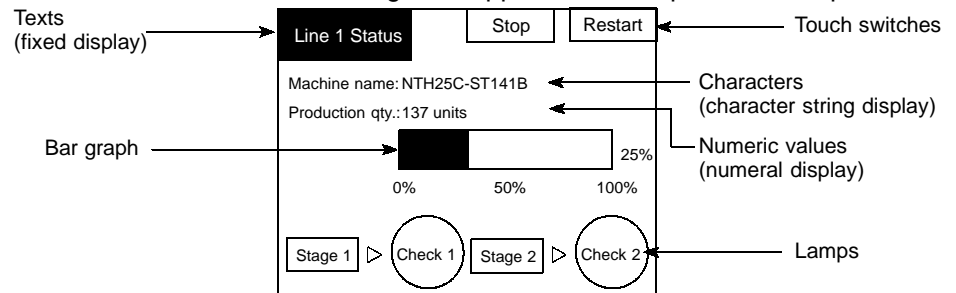 Texts
(fixed display)
Line 1 Status
Stop
Restart
Touch switches
Machine name: NTH25C-ST141B
Characters
(character string display)
Production qty.: 137 units
Bar graph
25%
Numeric values
(numeral display)
0%
50%
100%
Stage 1
Check 1
Stage 2
Check 2
Lamps